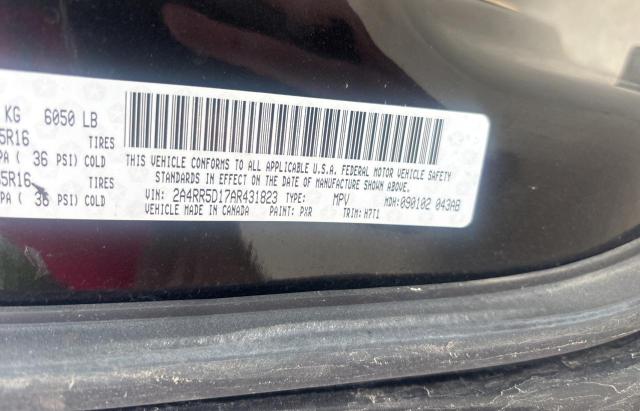 KG 6050 LB
5R16 TIRES
PA ( 36 PSI) COLD
5R16 TIRES
PA ( 36 PSI) COLD
THIS VEHICLE CONFORMS TO ALL APPLICABLE U.S.A. FEDERAL MOTOR VEHICLE SAFETY
STANDARDS IN EFFECT ON THE DATE OF MANUFACTURE SHOWN ABOVE.
VIN: 2A4RR5D17AR431823 TYPE: MPV MDH: 090102 043AB
VEHICLE MADE IN CANADA PAINT: PXR TRIM: H7T1